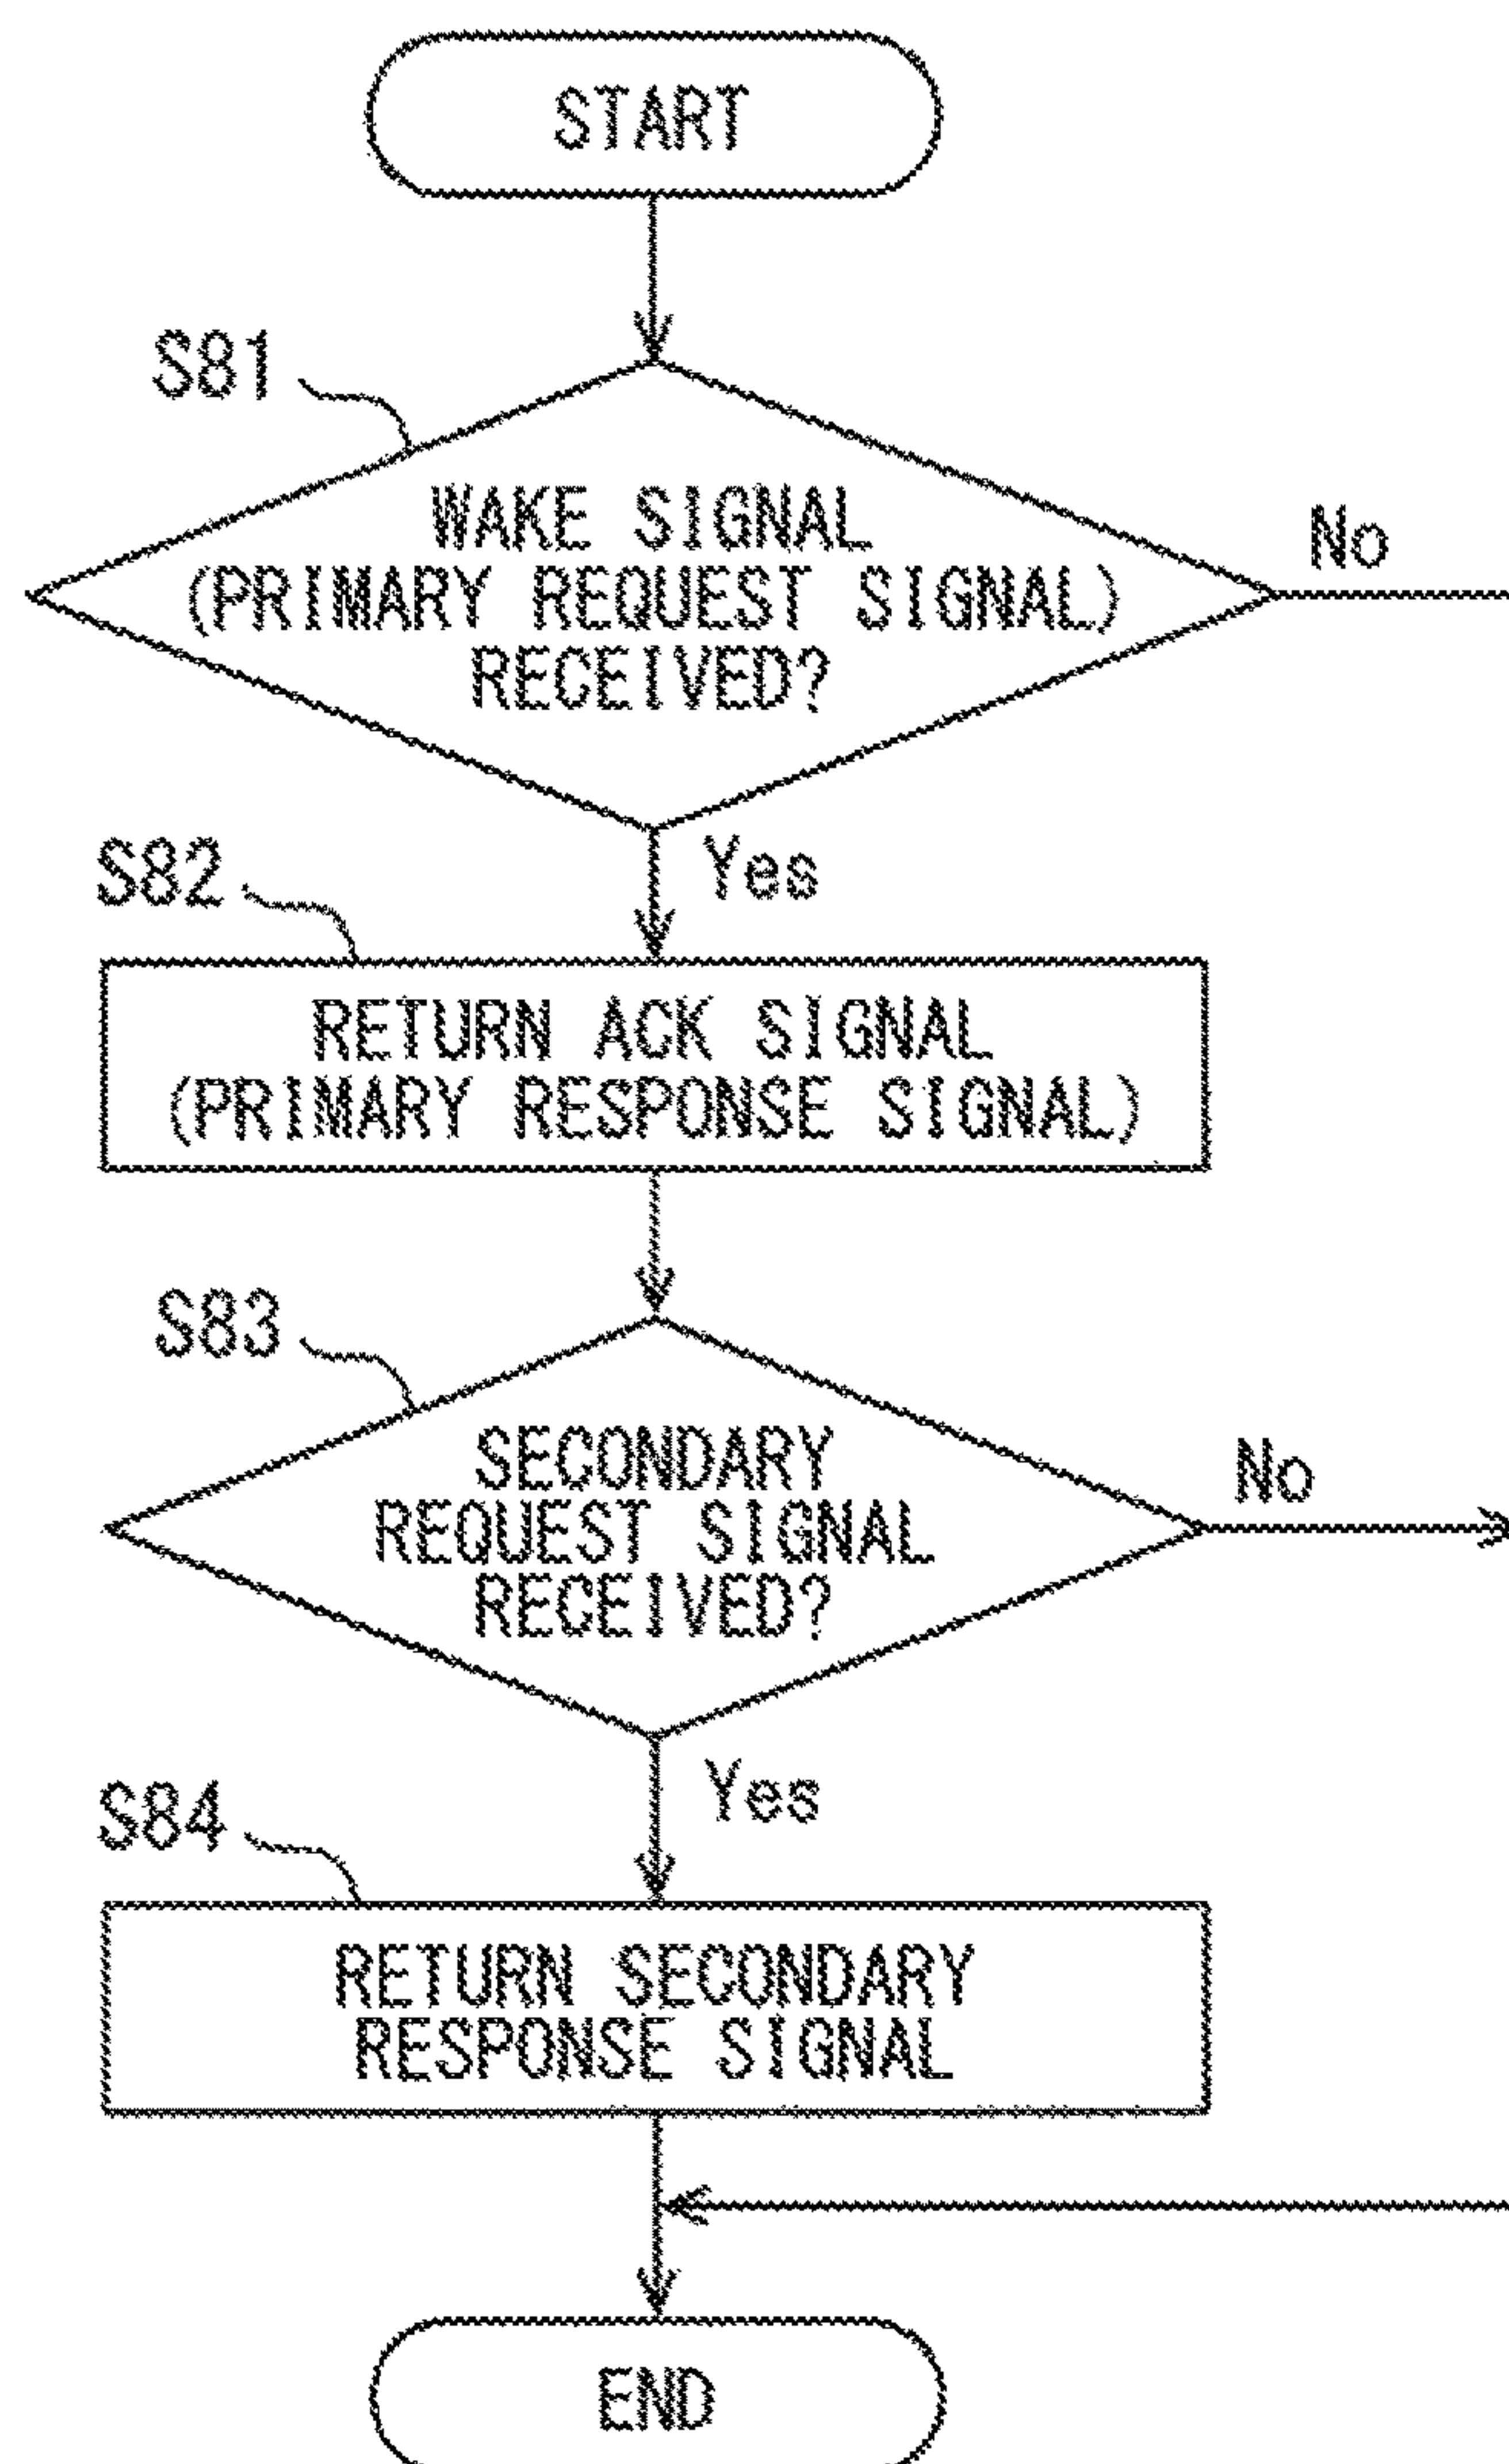 START
S81
WAKE SIGNAL
(PRIMARY REQUEST SIGNAL)
RECEIVED?
No
Yes
S82
RETURN ACK SIGNAL
(PRIMARY RESPONSE SIGNAL)
S83
SECONDARY
REQUEST SIGNAL
RECEIVED?
No
Yes
S84
RETURN SECONDARY
RESPONSE SIGNAL
END